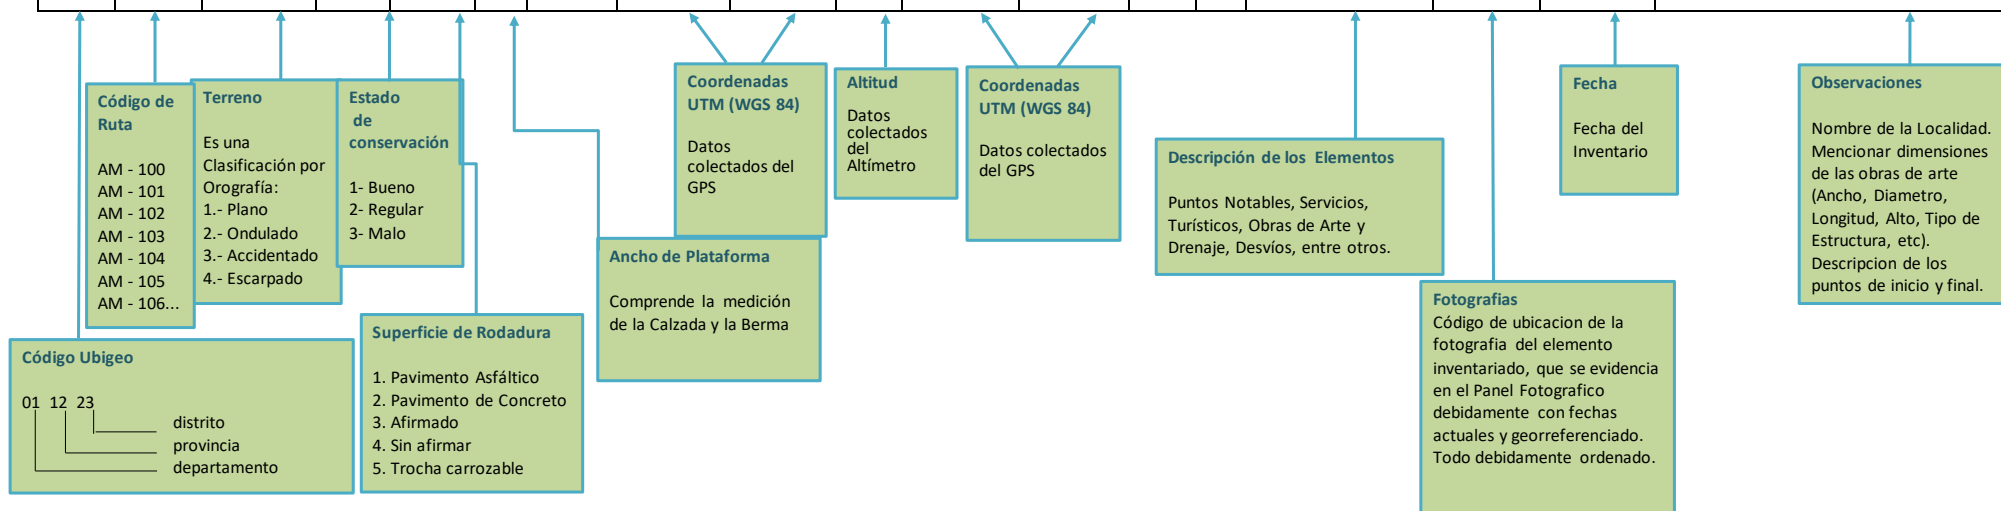 Código de
Ruta
AM - 100
AM - 101
AM - 102
AM - 103
AM - 104
AM - 105
AM - 106...
Terreno
Es una
Clasificación por
Orografía:
1.- Plano
2.- Ondulado
3.- Accidentado
4.- Escarpado
Estado
de
conservación
1- Bueno
2- Regular
3- Malo
Coordenadas
UTM (WGS 84)
Datos
colectados del
GPS
Altitud
Datos
colectados
del
Altímetro
Coordenadas
UTM (WGS 84)
Datos colectados
del GPS
Descripción de los Elementos
Puntos Notables, Servicios,
Turísticos, Obras de Arte y
Drenaje, Desvíos, entre otros.
Fecha
Fecha del
Inventario
Observaciones
Nombre de la Localidad.
Mencionar dimensiones
de las obras de arte
(Ancho, Diametro,
Longitud, Alto, Tipo de
Estructura, etc).
Descripcion de los
puntos de inicio y final.
Código Ubigeo
01 12 23
distrito
provincia
departamento
Superficie de Rodadura
1. Pavimento Asfáltico
2. Pavimento de Concreto
3. Afirmado
4. Sin afirmar
5. Trocha carrozable
Ancho de Plataforma
Comprende la medición
de la Calzada y la Berma
Fotografias
Código de ubicacion de la
fotografia del elemento
inventariado, que se evidencia
en el Panel Fotografico
debidamente con fechas
actuales y georreferenciado.
Todo debidamente ordenado.